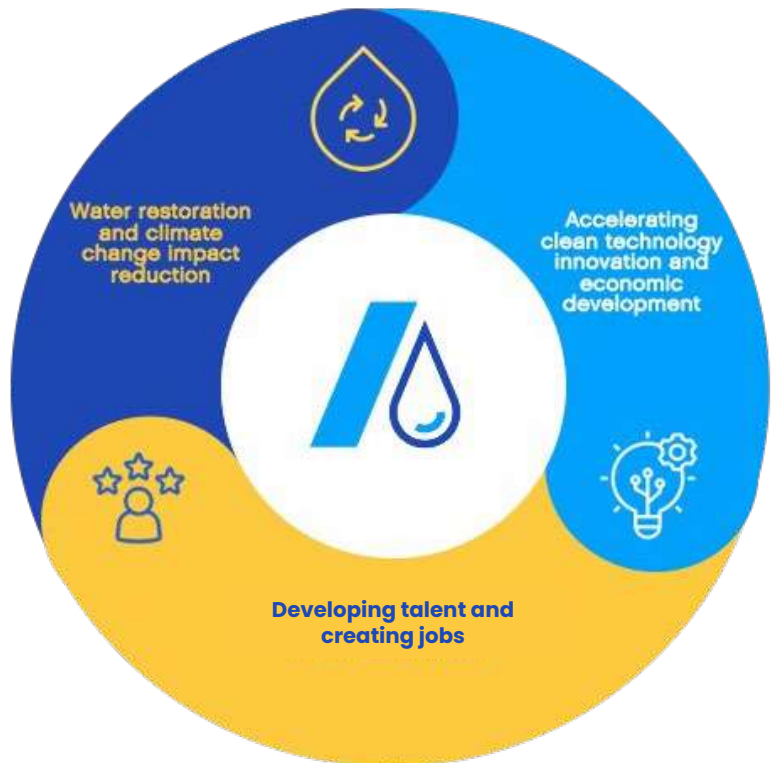 Water restoration
and climate
change impact
reduction
Accelerating
clean technology
innovation and
economic
development
Developing talent and
creating jobs